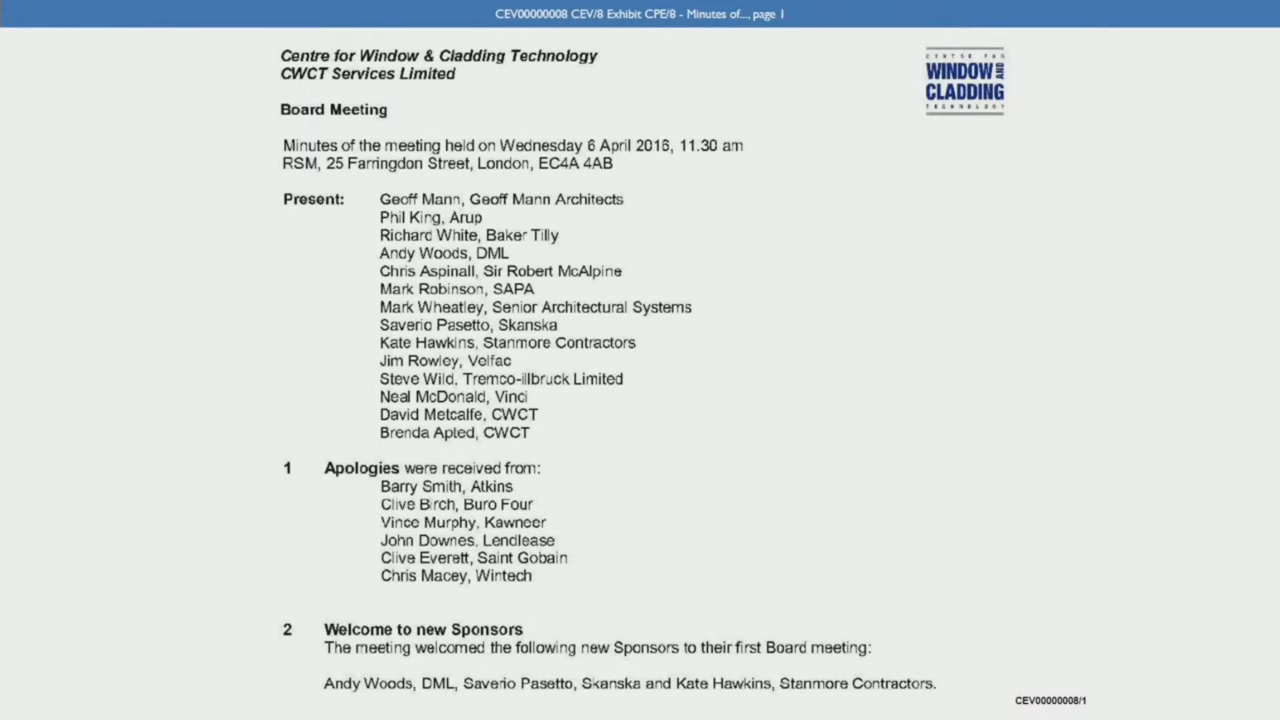 CEV00000008 CEV/8 Exhibit CPE/8 - Minutes of..., page 1
Centre for Window & Cladding Technology
CWCT Services Limited
CENTRE FOR
WINDOW AND
CLADDING
TECHNOLOGY
Board Meeting
Minutes of the meeting held on Wednesday 6 April 2016, 11.30 am
RSM, 25 Farringdon Street, London, EC4A 4AB
Present: Geoff Mann, Geoff Mann Architects
Phil King, Arup
Richard White, Baker Tilly
Andy Woods, DML
Chris Aspinall, Sir Robert McAlpine
Mark Robinson, SAPA
Mark Wheatley, Senior Architectural Systems
Saverio Pasetto, Skanska
Kate Hawkins, Stanmore Contractors
Jim Rowley, Velfac
Steve Wild, Tremco-illbruck Limited
Neal McDonald, Vinci
David Metcalfe, CWCT
Brenda Apted, CWCT
1 Apologies were received from:
Barry Smith, Atkins
Clive Birch, Buro Four
Vince Murphy, Kawneer
John Downes, Lendlease
Clive Everett, Saint Gobain
Chris Macey, Wintech
2 Welcome to new Sponsors
The meeting welcomed the following new Sponsors to their first Board meeting:
Andy Woods, DML, Saverio Pasetto, Skanska and Kate Hawkins, Stanmore Contractors.
CEV00000008/1